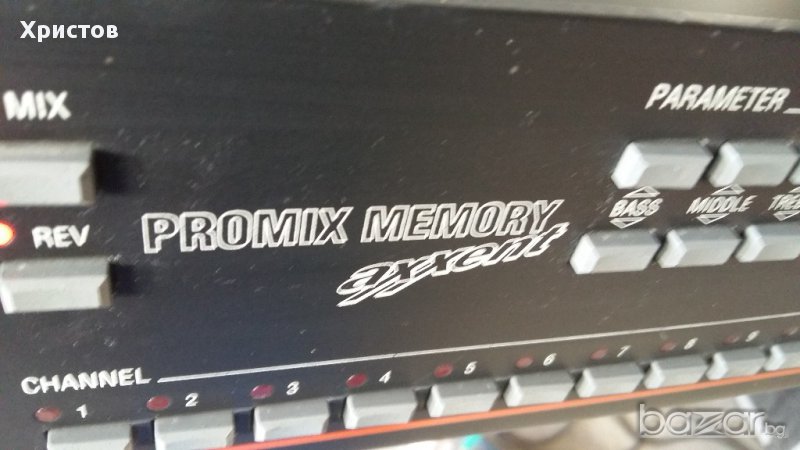 Христов
MIX
PARAMETER
REV
PROMIX MEMORY
axxent
BASS
MIDDLE
CHANNEL
1
2
3
4
5
6
7
8
9
bazar.bg